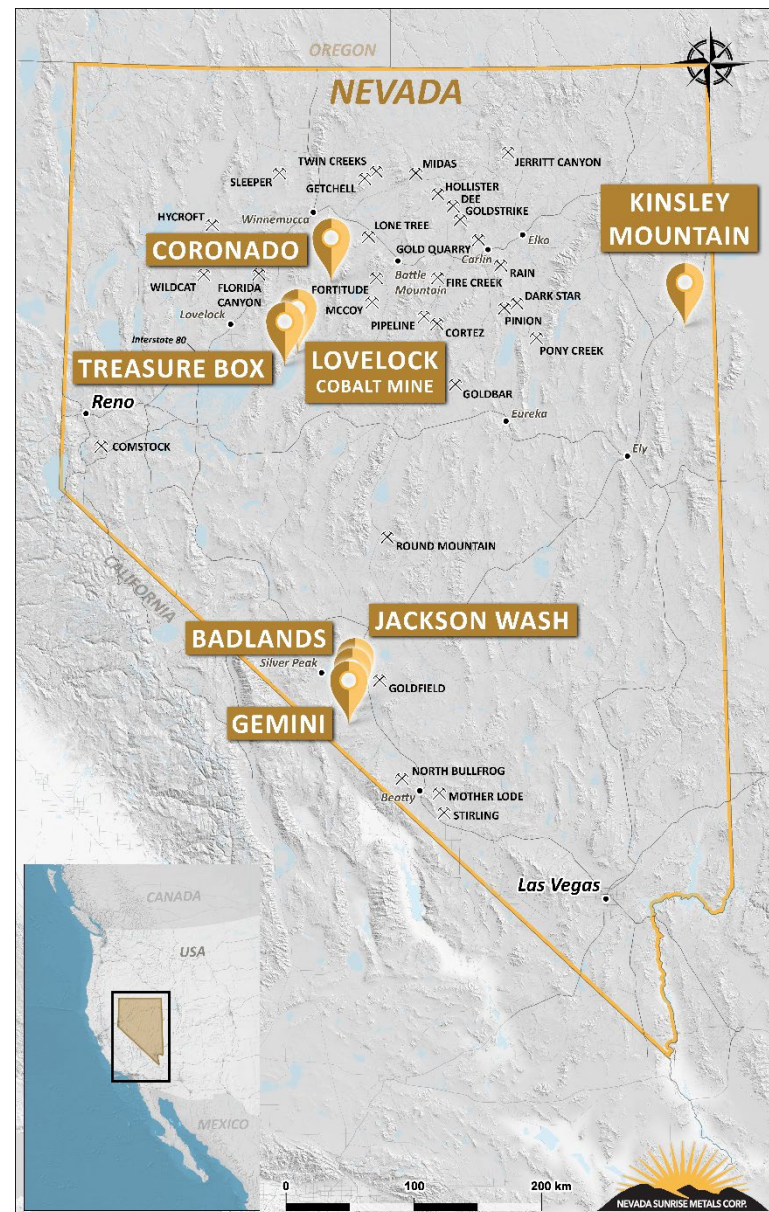 OREGON
NEVADA
TWIN CREEKS
MIDAS
JERRITT CANYON
SLEEPER
GETCHELL
HOLLISTER
DEE
GOLDSTRIKE
KINSLEY
MOUNTAIN
HYCROFT
Winnemucca
LONE TREE
Elko
CORONADO
GOLD QUARRY
Carlin
WILDCAT
FLORIDA
CANYON
FORTITUDE
Battle
Mountain
RAIN
FIRE CREEK
MCCOY
DARK STAR
Lovelock
PIPELINE
CORTEZ
PINION
Interstate 80
PONY CREEK
TREASURE BOX
LOVELOCK
COBALT MINE
GOLDBAR
Reno
Eureka
COMSTOCK
Ely
ROUND MOUNTAIN
CALIFORNIA
JACKSON WASH
BADLANDS
Silver Peak
GOLDFIELD
GEMINI
NORTH BULLFROG
Beatty
MOTHER LODE
STIRLING
Las Vegas
CANADA
USA
MEXICO
0
100
200 km
NEVADA SUNRISE METALS CORP.